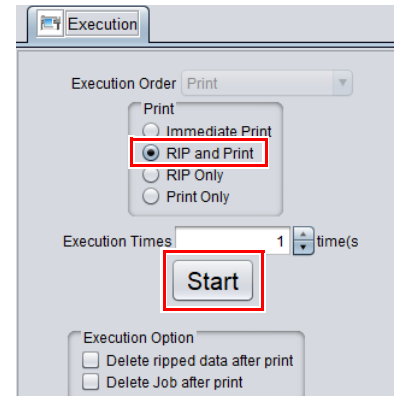 Execution
Execution Order Print
Print
Immediate Print
RIP and Print
RIP Only
Print Only
Execution Times 1 time(s
Start
Execution Option
Delete ripped data after print
Delete Job after print